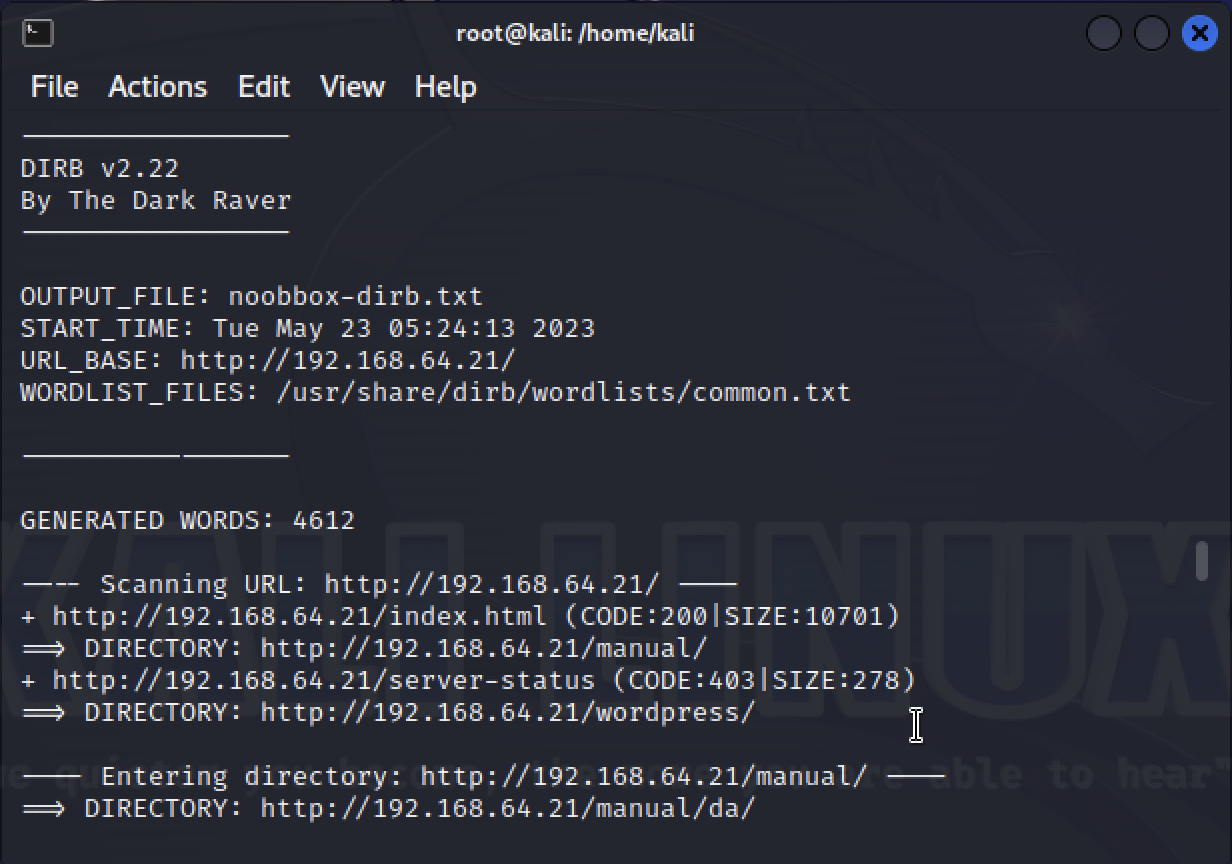 root@kali: /home/kali
File Actions Edit View Help
DIRB v2.22
By The Dark Raver
OUTPUT_FILE: noobbox-dirb.txt
START_TIME: Tue May 23 05:24:13 2023
URL_BASE: http://192.168.64.21/
WORDLIST_FILES: /usr/share/dirb/wordlists/common.txt
GENERATED WORDS: 4612
---- Scanning URL: http://192.168.64.21/ ----
+ http://192.168.64.21/index.html (CODE:200|SIZE:10701)
==> DIRECTORY: http://192.168.64.21/manual/
+ http://192.168.64.21/server-status (CODE:403|SIZE:278)
==> DIRECTORY: http://192.168.64.21/wordpress/
---- Entering directory: http://192.168.64.21/manual/ ----
==> DIRECTORY: http://192.168.64.21/manual/da/
KALI LINUX
able to hear"